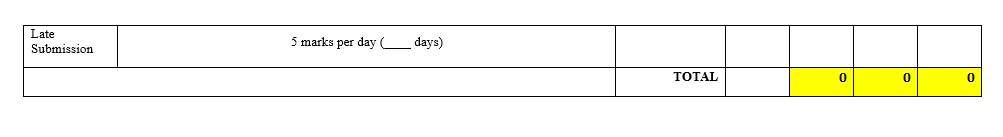 Late
Submission
5 marks per day (____ days)
TOTAL 0 0 0